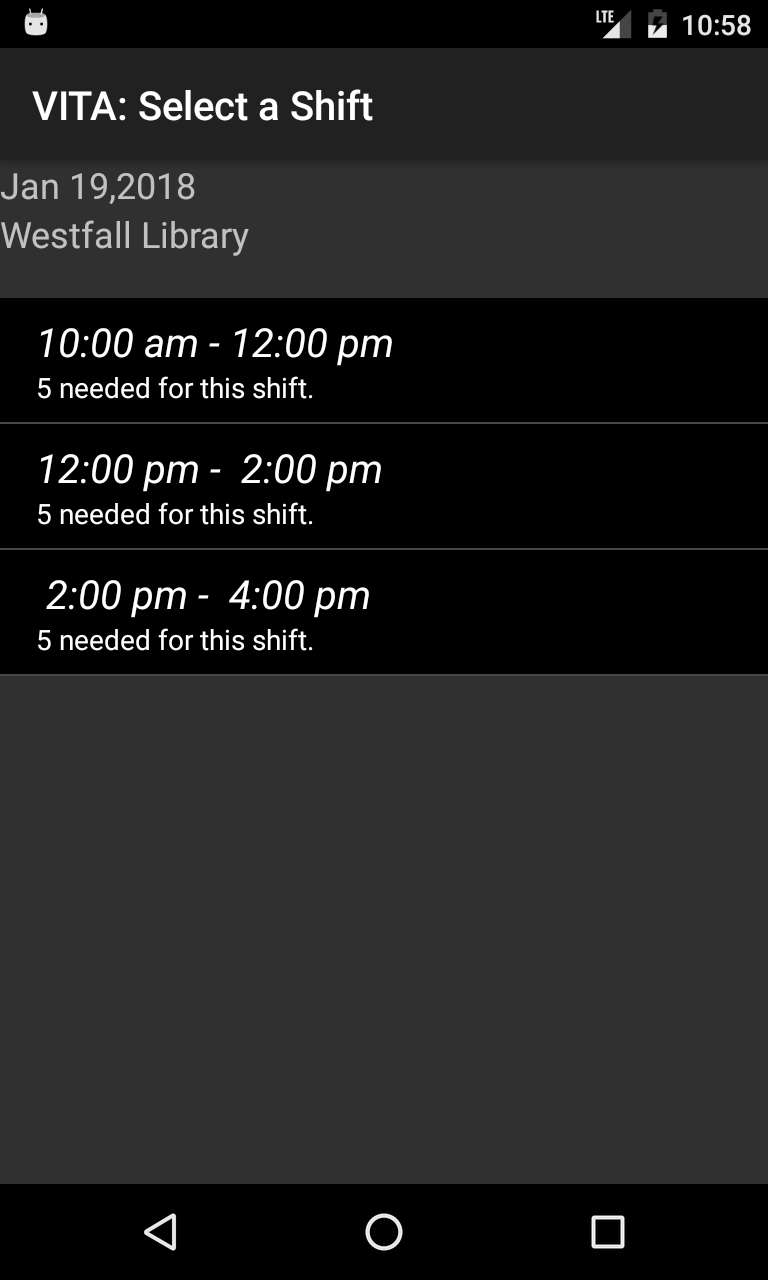 LTE 10:58
VITA: Select a Shift
Jan 19,2018
Westfall Library
10:00 am - 12:00 pm
5 needed for this shift.
12:00 pm -  2:00 pm
5 needed for this shift.
2:00 pm -  4:00 pm
5 needed for this shift.